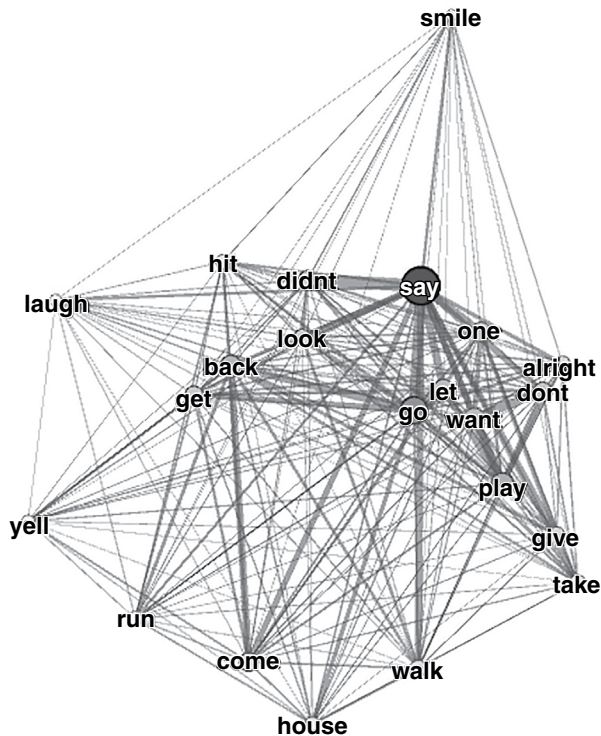 smile
hit
didnt
say
laugh
look
one
back
alright
get
let
dont
go
want
play
yell
give
take
run
come
walk
house